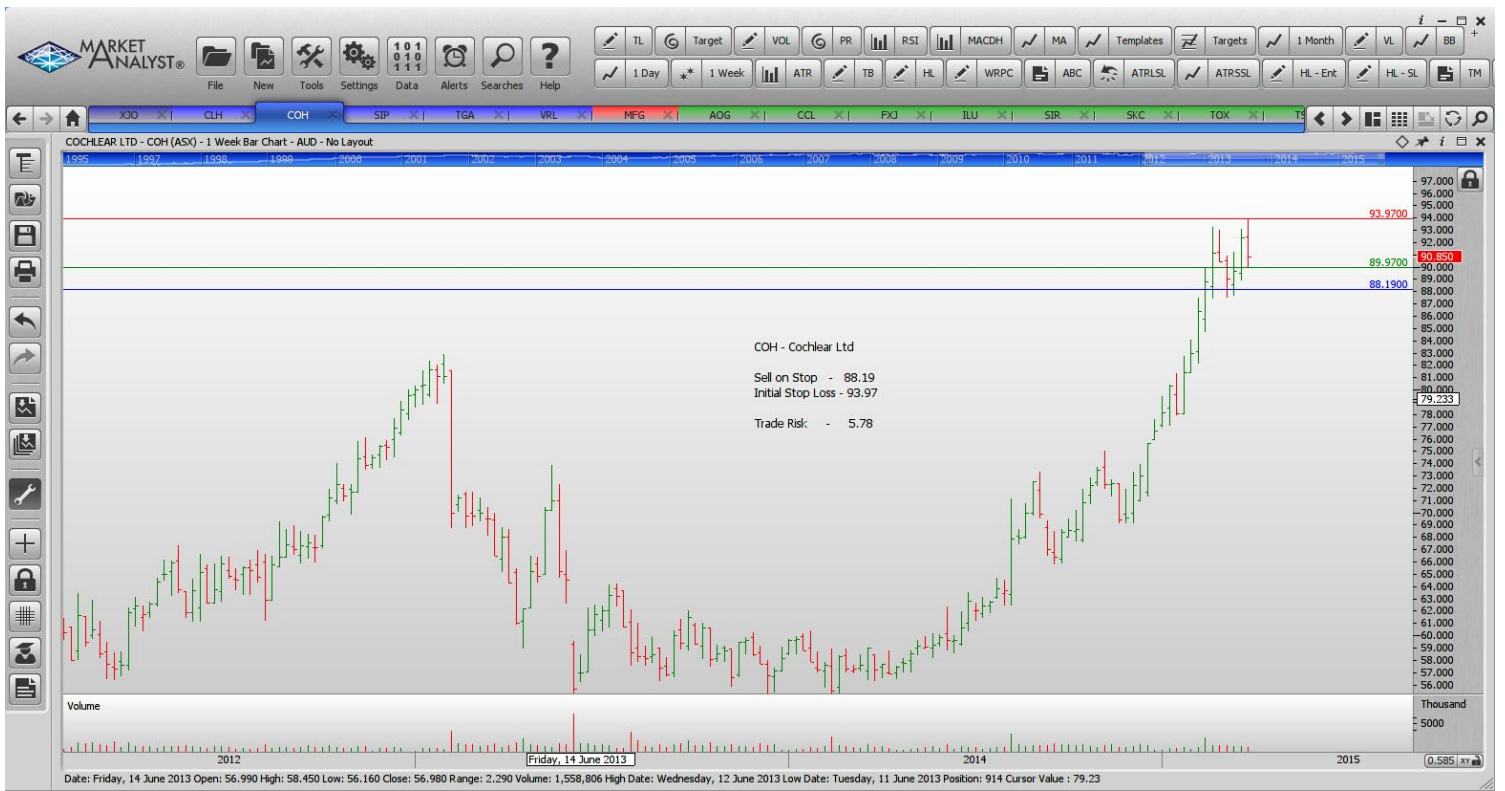 i
MARKET ANALYST®
File New Tools Settings Data Alerts Searches Help
TL Target VOL PR RSI MACDH MA Templates Targets 1 Month VL BB
1 Day 1 Week ATR TB HL WRPC ABC ATRLSL ATRSSL HL - Ent HL - SL TM
XJO COH CLH SIP TGA VRL MFG AOG CCL FXJ ILU SIR SKC TOX
COCHLEAR LTD - COH (ASX) - 1 Week Bar Chart - AUD - No Layout
1995 1997 1998 1999 2000 2001 2002 2003 2004 2005 2006 2007 2008 2009 2010 2011 2012 2013 2014 2015
97.000
96.000
95.000
93.9700 94.000
93.000
92.000
90.850
89.9700 90.000
89.000
88.1900 88.000
87.000
86.000
85.000
84.000
83.000
82.000
81.000
80.000
79.233
78.000
77.000
76.000
75.000
74.000
73.000
72.000
71.000
70.000
69.000
68.000
67.000
66.000
65.000
64.000
63.000
62.000
61.000
60.000
59.000
58.000
57.000
56.000
COH - Cochlear Ltd
Sell on Stop - 88.19
Initial Stop Loss - 93.97
Trade Risk - 5.78
Volume
Thousand
5000
2012 Friday, 14 June 2013 2014 2015 0.585 XY
Date: Friday, 14 June 2013 Open: 56.990 High: 58.450 Low: 56.160 Close: 56.980 Range: 2.290 Volume: 1,558,806 High Date: Wednesday, 12 June 2013 Low Date: Tuesday, 11 June 2013 Position: 914 Cursor Value : 79.23